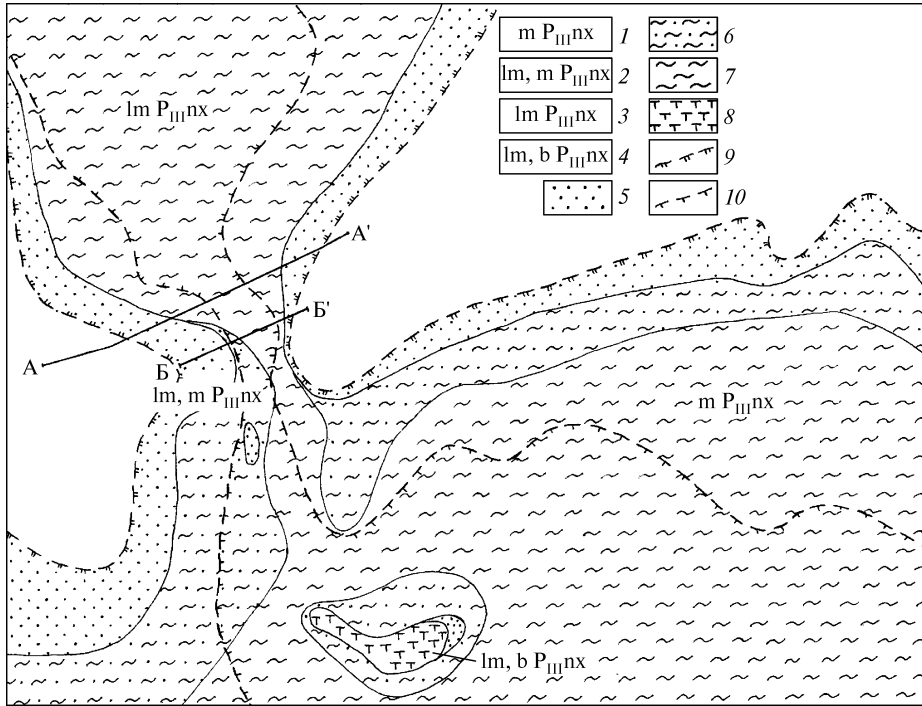 m P_III nx 1
lm, m P_III nx 2
lm P_III nx 3
lm, b P_III nx 4
5
6
7
8
9
10
lm P_III nx
А'
Б'
А
Б
lm, m P_III nx
m P_III nx
lm, b P_III nx